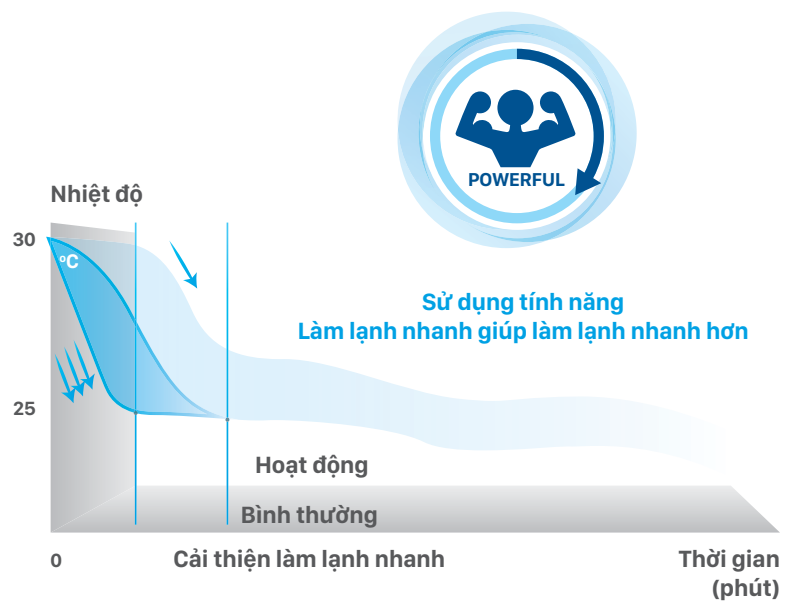 POWERFUL
Nhiệt độ
30
°C
Sử dụng tính năng
Làm lạnh nhanh giúp làm lạnh nhanh hơn
25
Hoạt động
Bình thường
0
Cải thiện làm lạnh nhanh
Thời gian
(phút)